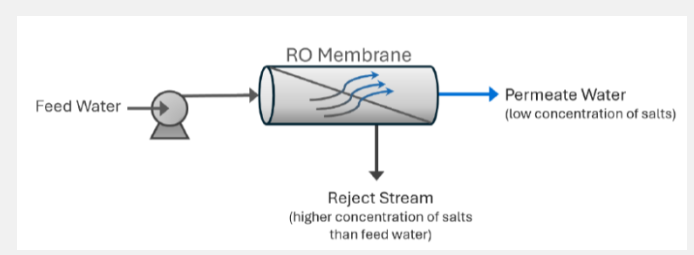 RO Membrane
Feed Water
Permeate Water
(low concentration of salts)
Reject Stream
(higher concentration of salts
than feed water)